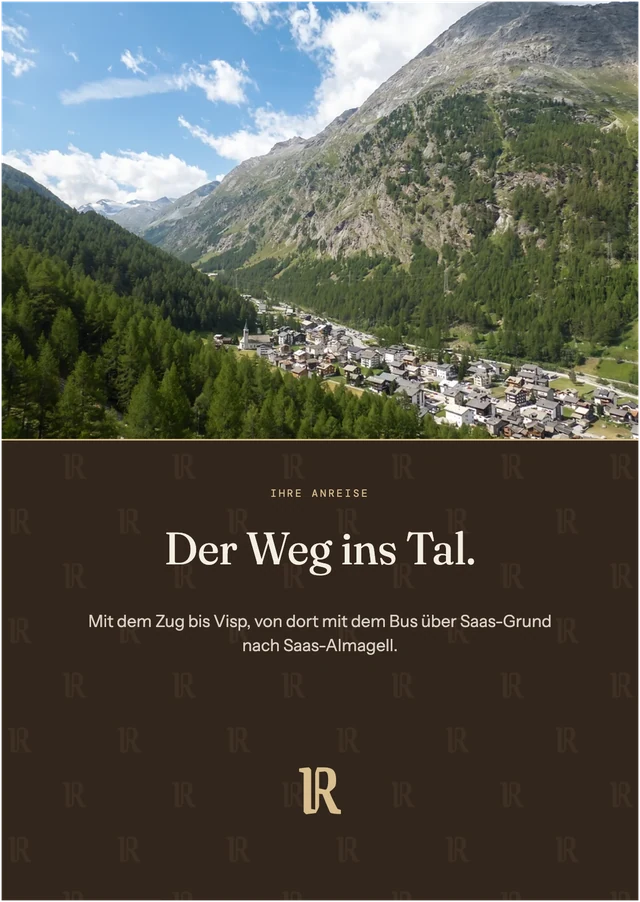 IHRE ANREISE
Der Weg ins Tal.
Mit dem Zug bis Visp, von dort mit dem Bus über Saas-Grund
nach Saas-Almagell.